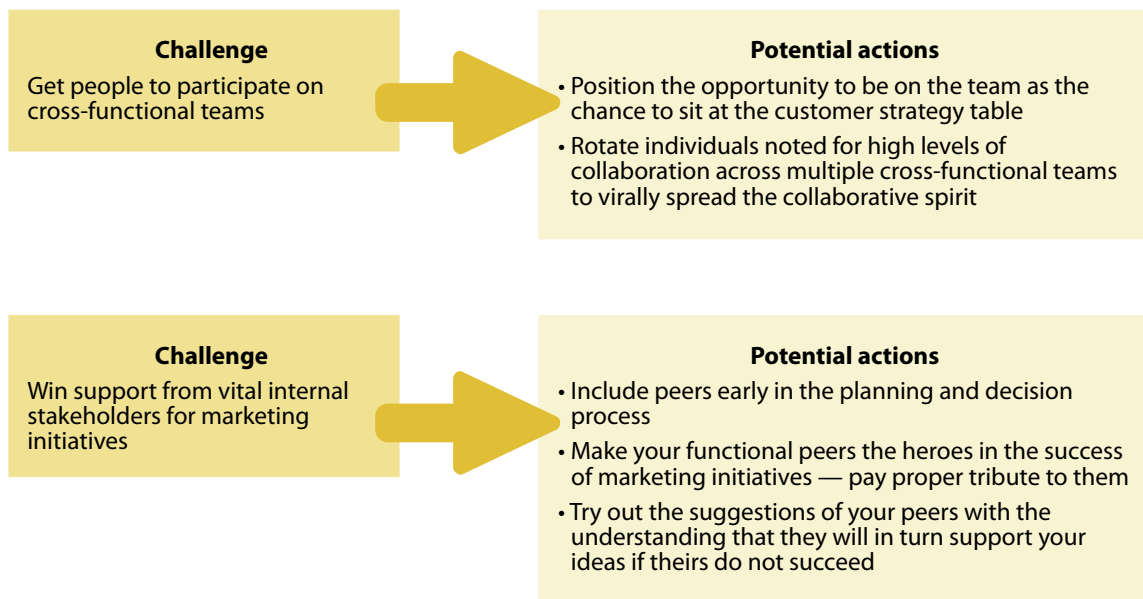 Challenge
Get people to participate on
cross-functional teams
Potential actions
• Position the opportunity to be on the team as the
chance to sit at the customer strategy table
• Rotate individuals noted for high levels of
collaboration across multiple cross-functional teams
to virally spread the collaborative spirit
Challenge
Win support from vital internal
stakeholders for marketing
initiatives
Potential actions
• Include peers early in the planning and decision
process
• Make your functional peers the heroes in the success
of marketing initiatives — pay proper tribute to them
• Try out the suggestions of your peers with the
understanding that they will in turn support your
ideas if theirs do not succeed